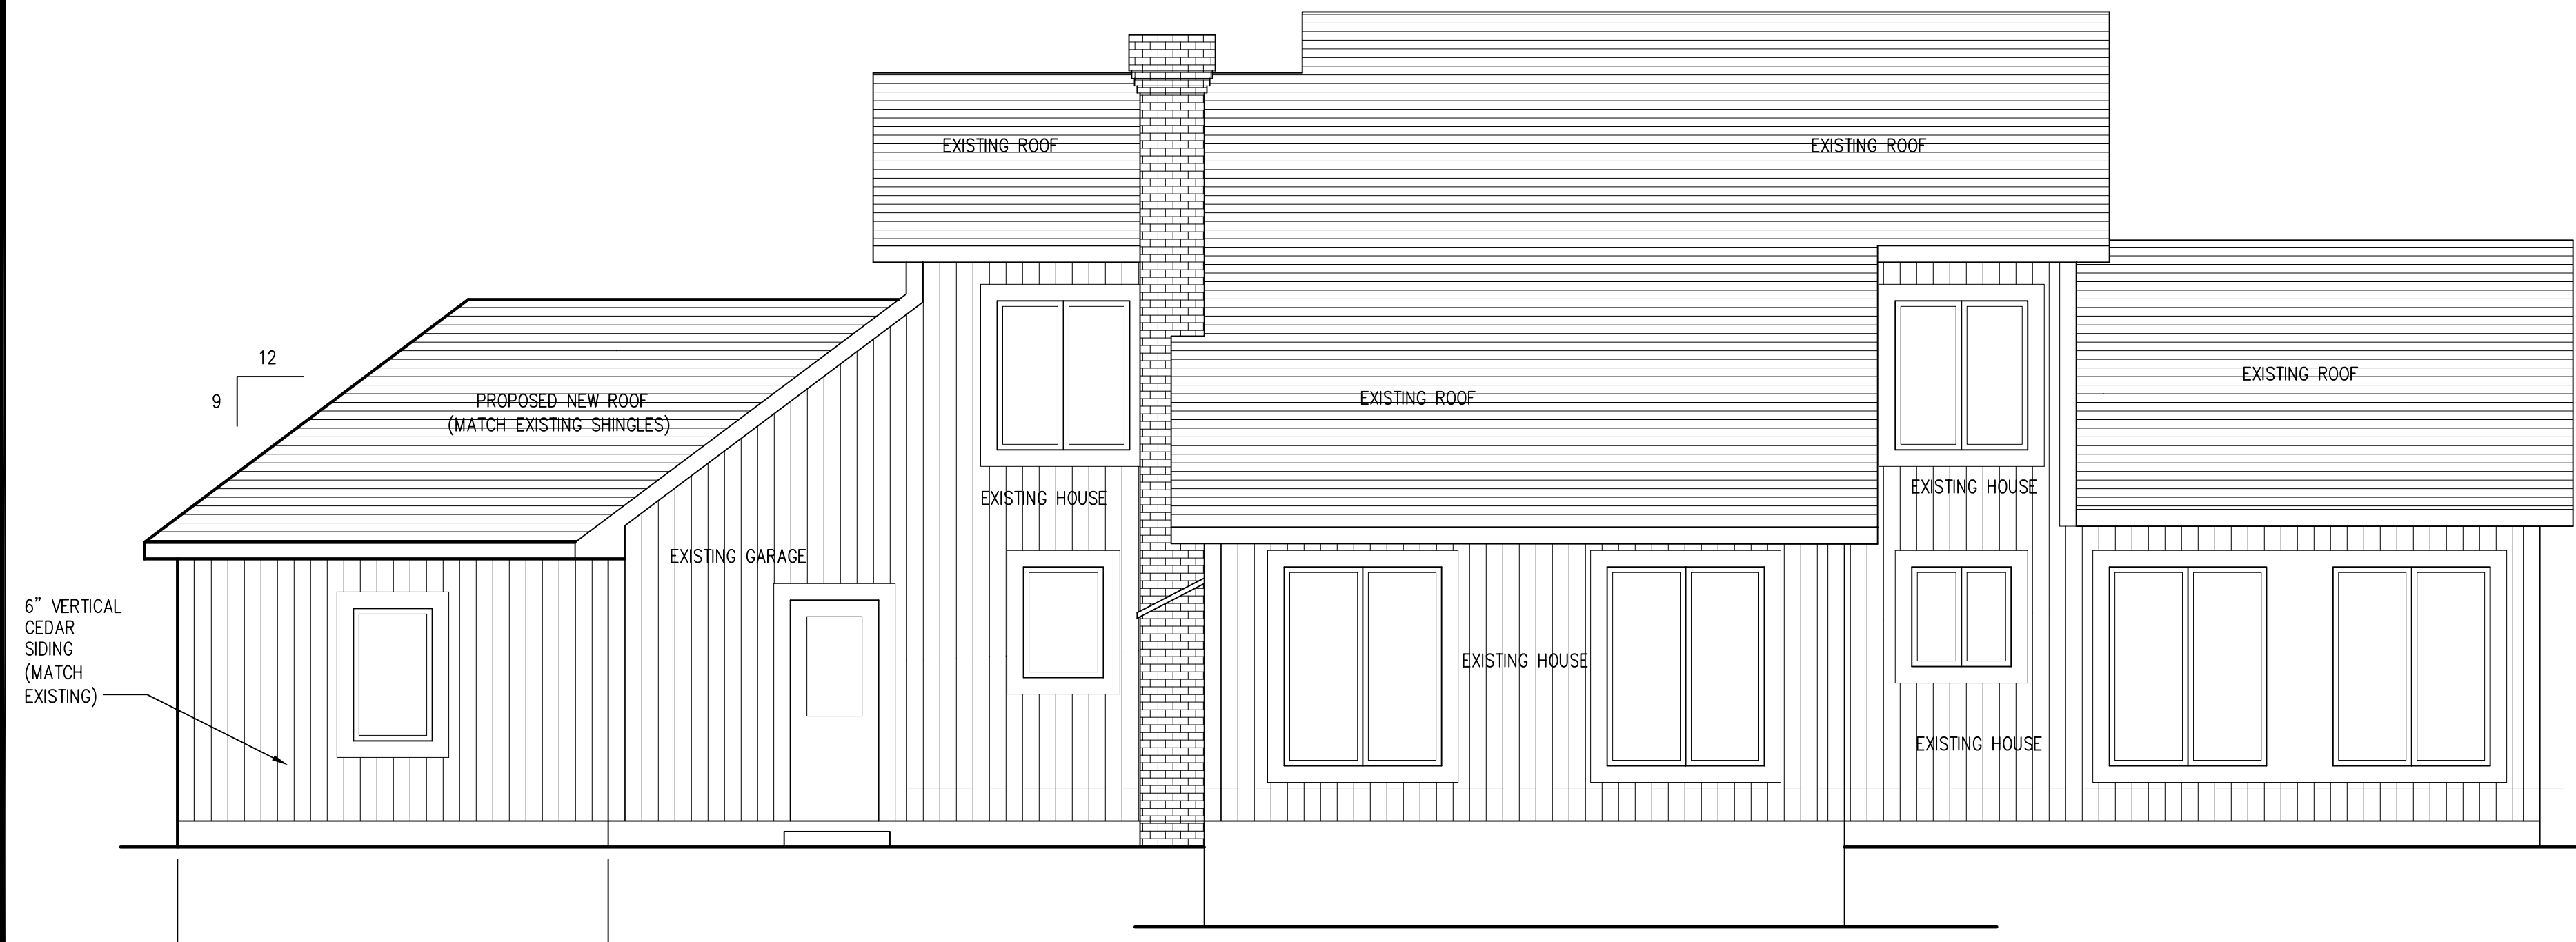 EXISTING ROOF
EXISTING ROOF
12
9
PROPOSED NEW ROOF
(MATCH EXISTING SHINGLES)
EXISTING ROOF
EXISTING ROOF
EXISTING HOUSE
EXISTING HOUSE
EXISTING GARAGE
6" VERTICAL
CEDAR
SIDING
(MATCH
EXISTING)
EXISTING HOUSE
EXISTING HOUSE